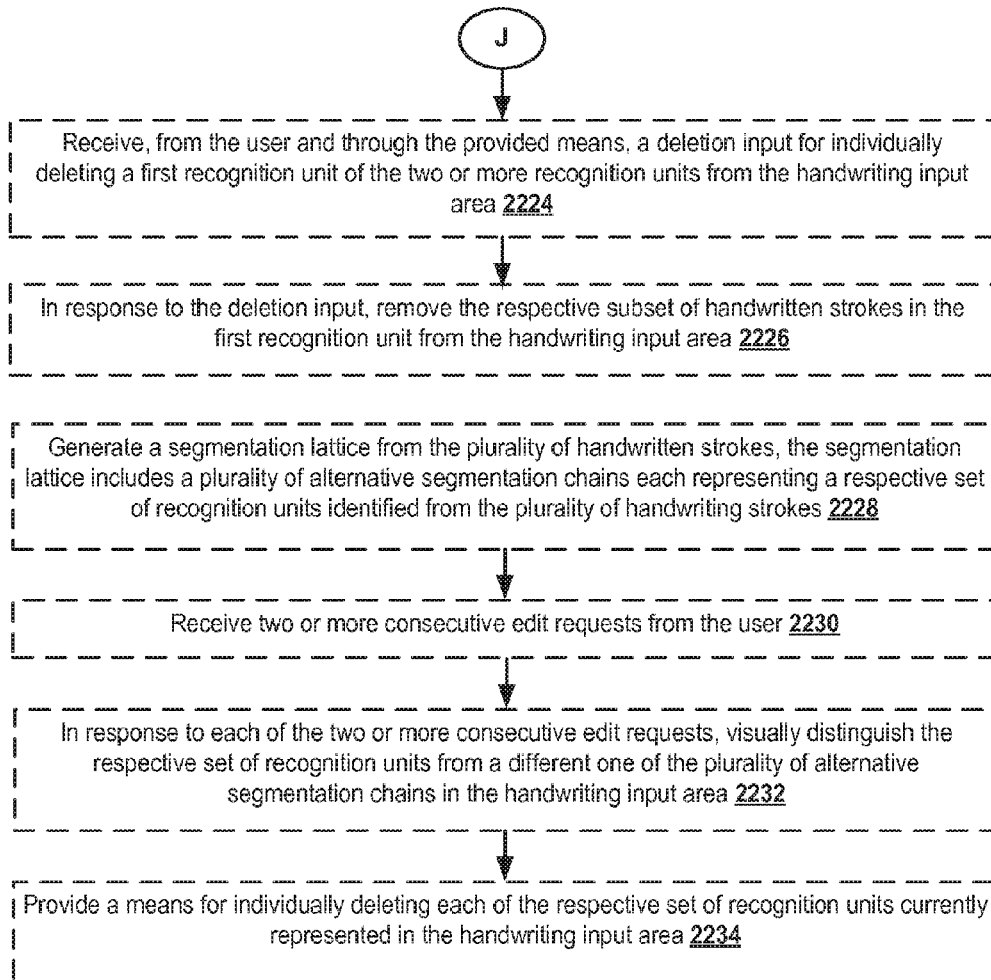 J
Receive, from the user and through the provided means, a deletion input for individually
deleting a first recognition unit of the two or more recognition units from the handwriting input
area 2224
In response to the deletion input, remove the respective subset of handwritten strokes in the
first recognition unit from the handwriting input area 2226
Generate a segmentation lattice from the plurality of handwritten strokes, the segmentation
lattice includes a plurality of alternative segmentation chains each representing a respective set
of recognition units identified from the plurality of handwriting strokes 2228
Receive two or more consecutive edit requests from the user 2230
In response to each of the two or more consecutive edit requests, visually distinguish the
respective set of recognition units from a different one of the plurality of alternative
segmentation chains in the handwriting input area 2232
Provide a means for individually deleting each of the respective set of recognition units currently
represented in the handwriting input area 2234